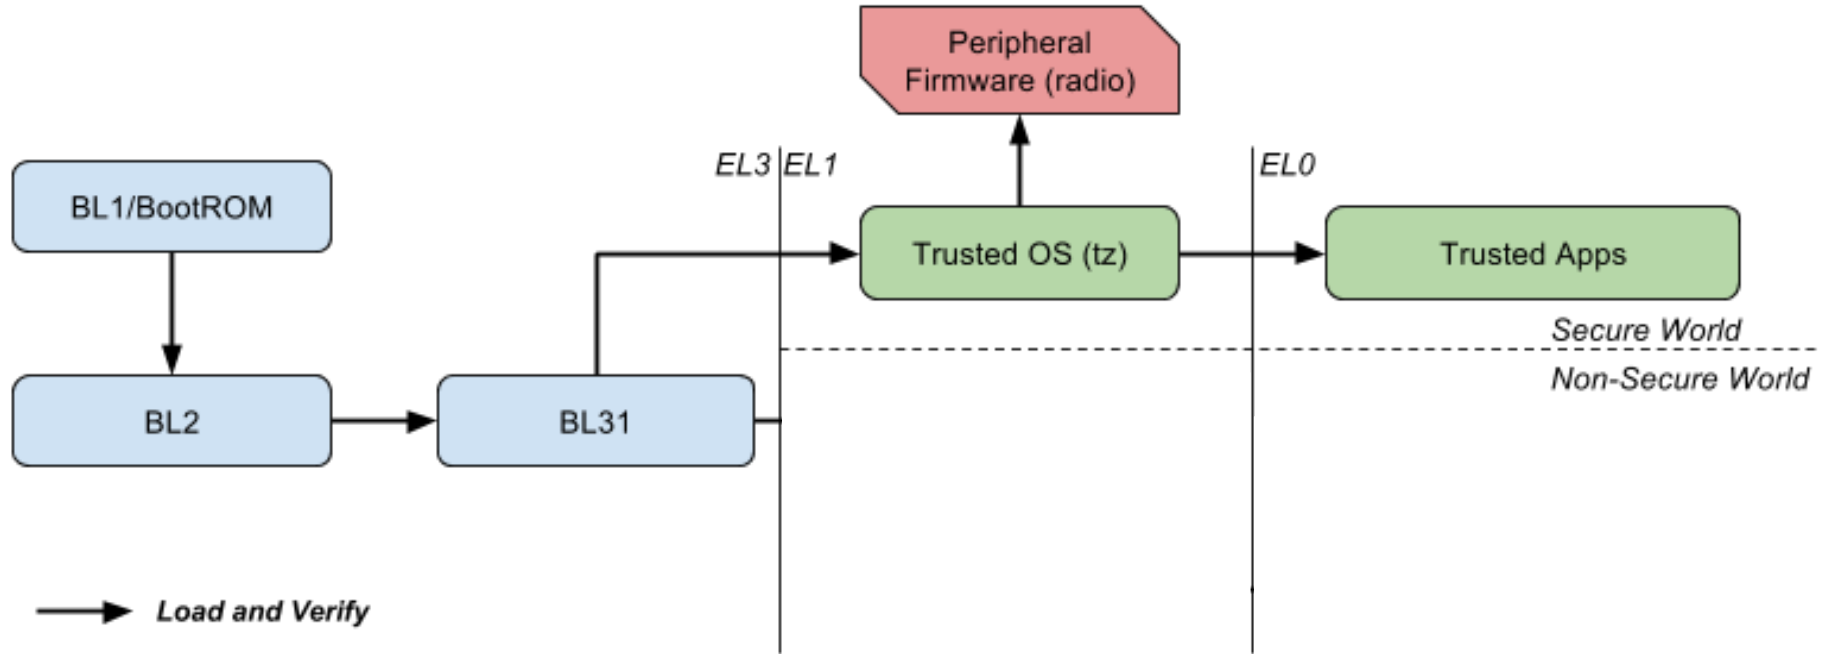 Peripheral
Firmware (radio)
EL3
EL1
EL0
BL1/BootROM
Trusted OS (tz)
Trusted Apps
Secure World
Non-Secure World
BL2
BL31
Load and Verify